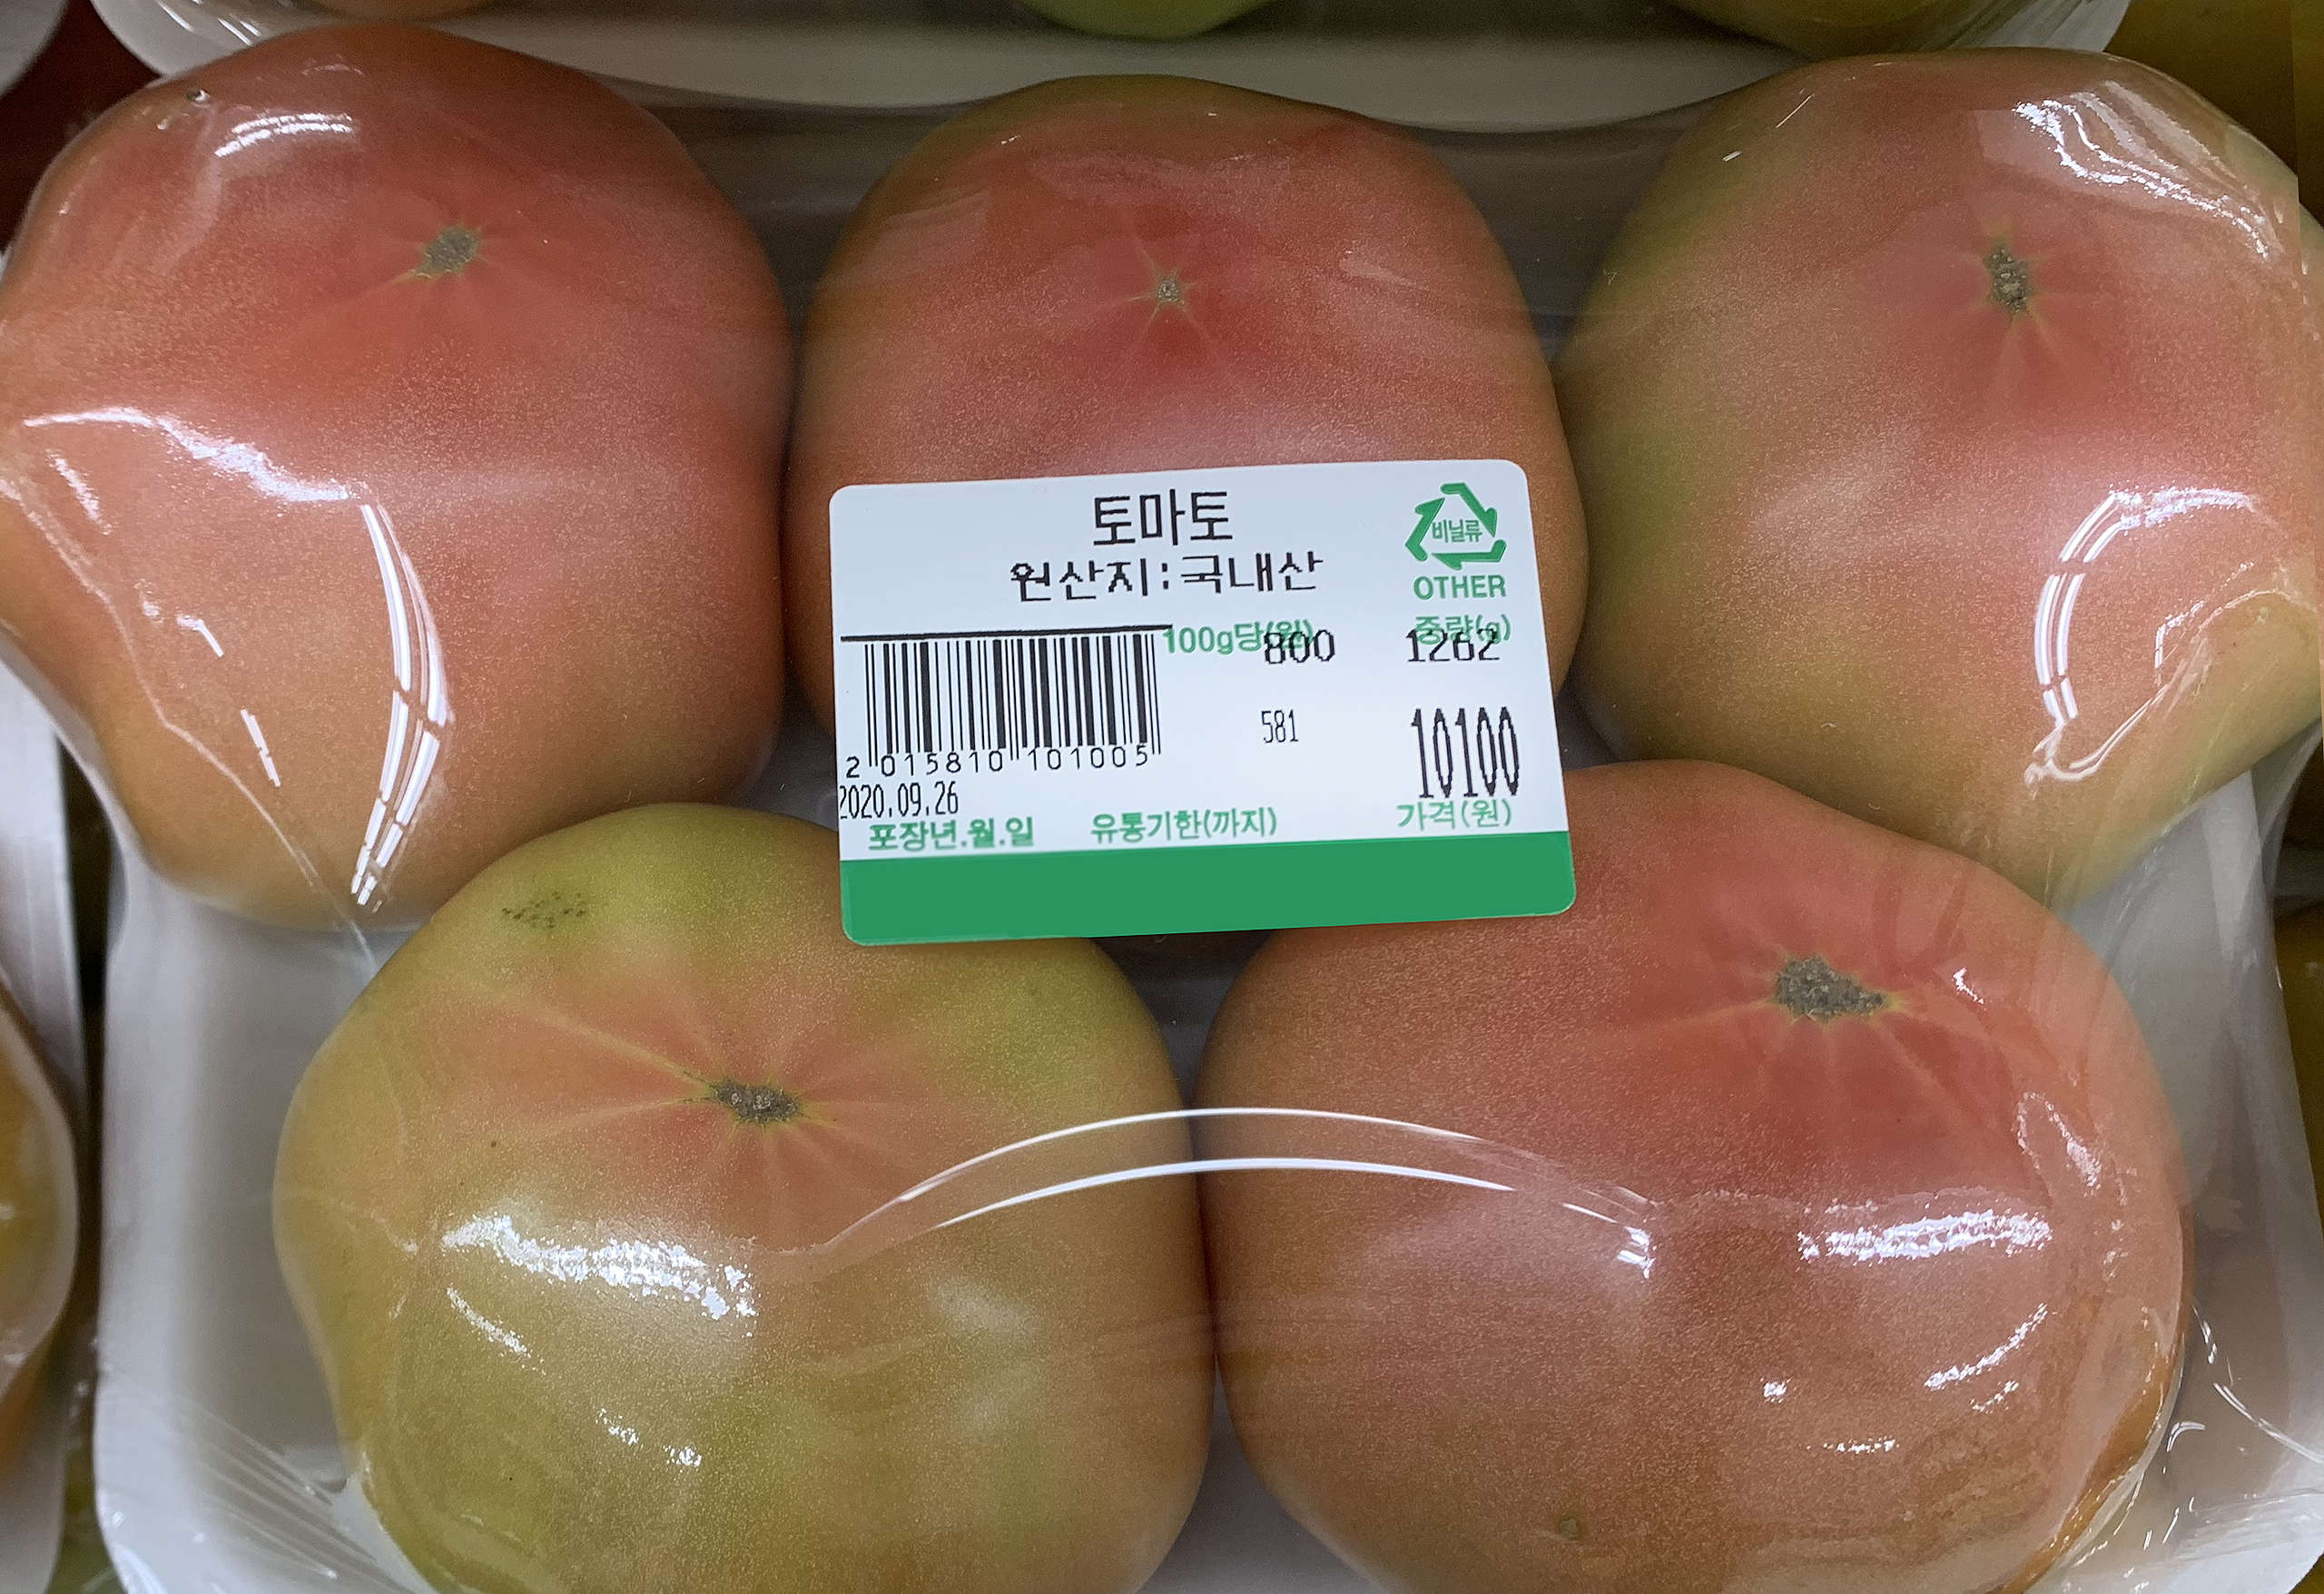 토마토
원산지:국내산
비닐류
OTHER
100g당(원)
중량(g)
800
1262
581
10100
2 015810 101005
2020.09.26
포장년.월.일
유통기한(까지)
가격(원)